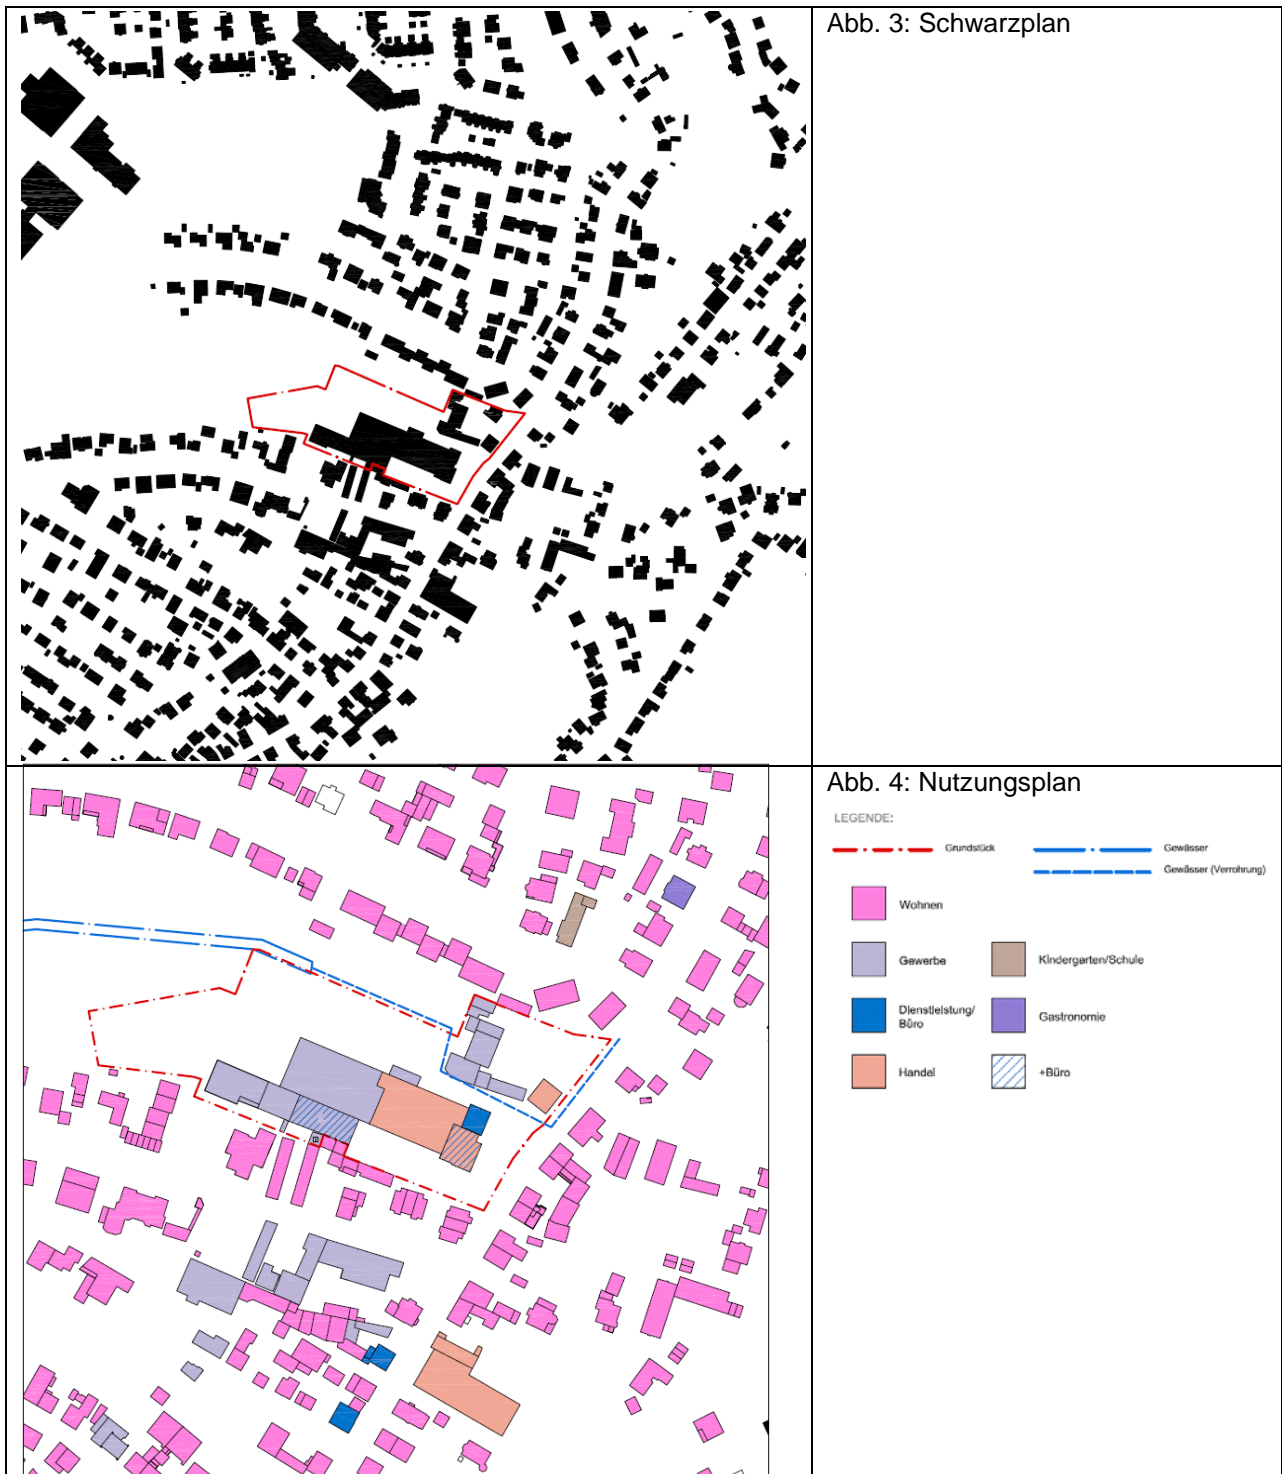 Abb. 3: Schwarzplan
Abb. 4: Nutzungsplan
LEGENDE:
Grundstück
Gewässer
Gewässer (Verrohrung)
Wohnen
Gewerbe
Kindergarten/Schule
Dienstleistung/
Büro
Gastronomie
Handel
+Büro